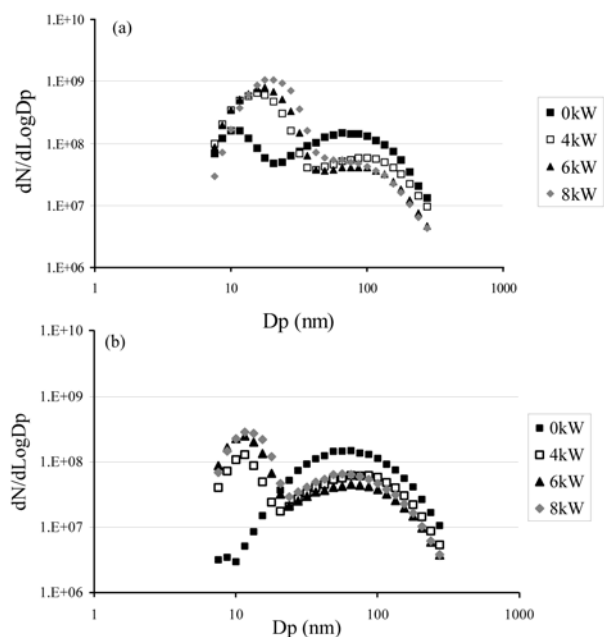 (a)
1.E+10
1.E+09
1.E+08
1.E+07
1.E+06
dN/dLogDp
1 10 100 1000
Dp (nm)
0kW
4kW
6kW
8kW
(b)
1.E+10
1.E+09
1.E+08
1.E+07
1.E+06
dN/dLogDp
1 10 100 1000
Dp (nm)
0kW
4kW
6kW
8kW